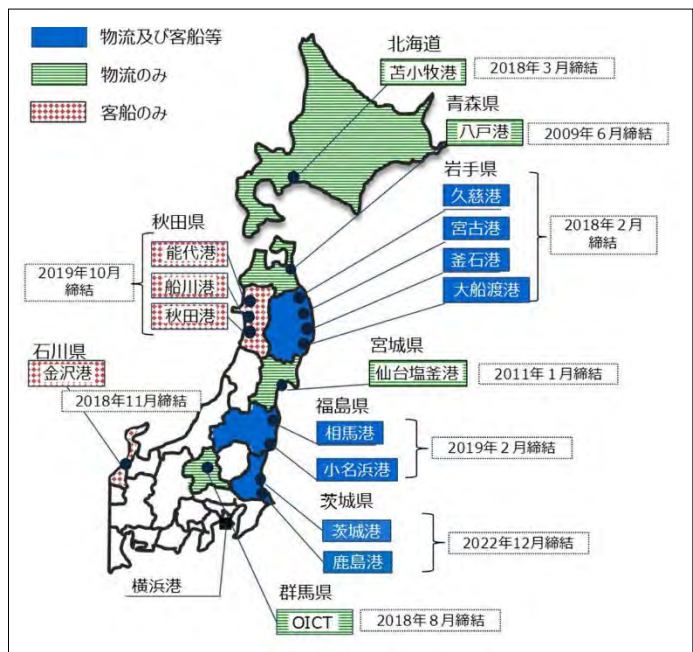 物流及び客船等
物流のみ
客船のみ
北海道
苫小牧港
2018年3月締結
青森県
八戸港
2009年6月締結
岩手県
久慈港
宮古港
釜石港
大船渡港
2018年2月
締結
秋田県
能代港
船川港
秋田港
2019年10月
締結
石川県
金沢港
2018年11月締結
宮城県
仙台塩釜港
2011年1月締結
福島県
相馬港
小名浜港
2019年2月締結
茨城県
茨城港
鹿島港
2022年12月締結
横浜港
群馬県
OICT
2018年8月締結